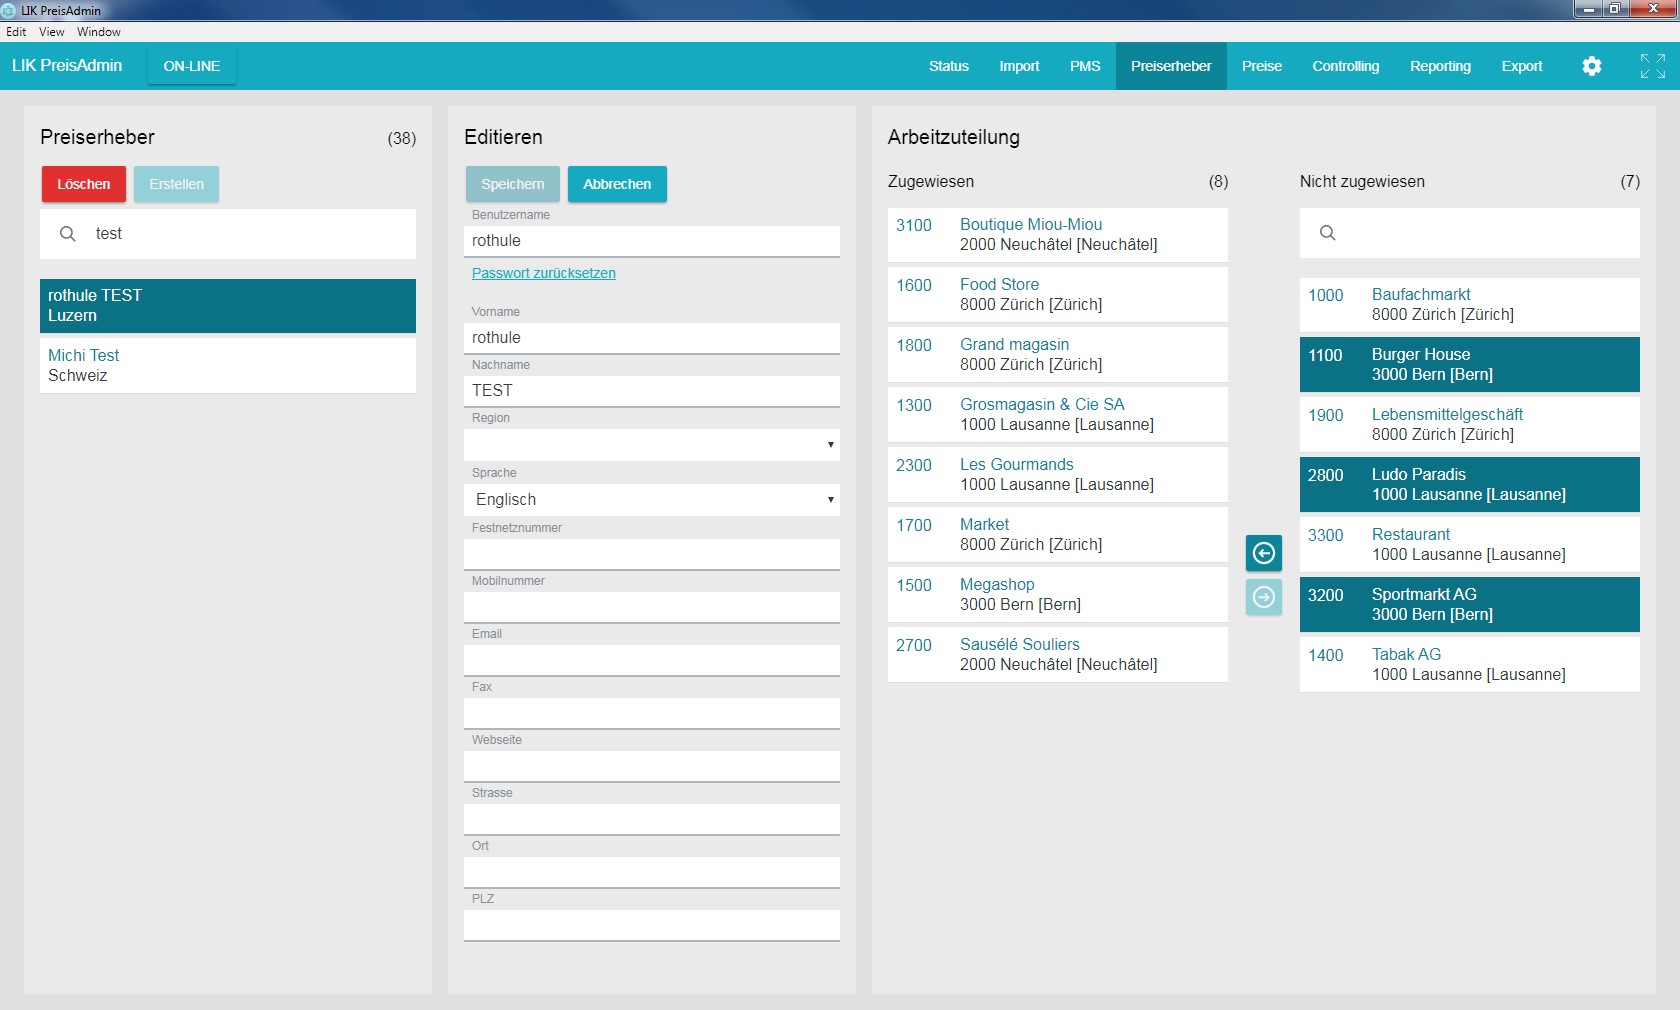 LIK PreisAdmin
Edit View Window
LIK PreisAdmin ON-LINE Status Import PMS Preiserheber Preise Controlling Reporting Export
Preiserheber (38)
Löschen Erstellen
test
rothule TEST
Luzern
Michi Test
Schweiz
Editieren
Speichern Abbrechen
Benutzername
rothule
Passwort zurücksetzen
Vorname
rothule
Nachname
TEST
Region
Sprache
Englisch
Festnetznummer
Mobilnummer
Email
Fax
Webseite
Strasse
Ort
PLZ
Arbeitzuteilung
Zugewiesen (8)
3100 Boutique Miou-Miou
2000 Neuchâtel [Neuchâtel]
1600 Food Store
8000 Zürich [Zürich]
1800 Grand magasin
8000 Zürich [Zürich]
1300 Grosmagasin & Cie SA
1000 Lausanne [Lausanne]
2300 Les Gourmands
1000 Lausanne [Lausanne]
1700 Market
8000 Zürich [Zürich]
1500 Megashop
3000 Bern [Bern]
2700 Sausélé Souliers
2000 Neuchâtel [Neuchâtel]
Nicht zugewiesen (7)
1000 Baufachmarkt
8000 Zürich [Zürich]
1100 Burger House
3000 Bern [Bern]
1900 Lebensmittelgeschäft
8000 Zürich [Zürich]
2800 Ludo Paradis
1000 Lausanne [Lausanne]
3300 Restaurant
1000 Lausanne [Lausanne]
3200 Sportmarkt AG
3000 Bern [Bern]
1400 Tabak AG
1000 Lausanne [Lausanne]